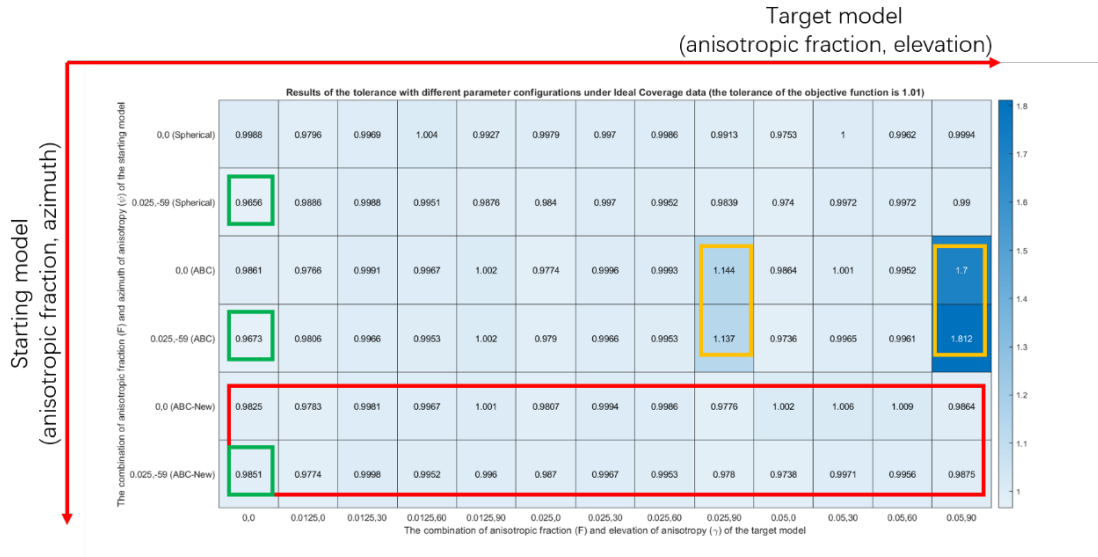 Target model
(anisotropic fraction, elevation)
Starting model
(anisotropic fraction, azimuth)
Results of the tolerance with different parameter configurations under Ideal Coverage data (the tolerance of the objective function is 1.01)
The combination of anisotropic fraction (F) and azimuth of anisotropy (ψ) of the starting model
0,0 (Spherical) 0.9988 0.9796 0.9969 1.004 0.9927 0.9979 0.997 0.9986 0.9913 0.9753 1 0.9962 0.9994
0.025,-59 (Spherical) 0.9656 0.9886 0.9988 0.9951 0.9876 0.984 0.997 0.9952 0.9839 0.974 0.9972 0.9972 0.99
0,0 (ABC) 0.9861 0.9766 0.9991 0.9967 1.002 0.9774 0.9996 0.9993 1.144 0.9864 1.001 0.9952 1.7
0.025,-59 (ABC) 0.9673 0.9806 0.9966 0.9953 1.002 0.979 0.9966 0.9953 1.137 0.9736 0.9965 0.9961 1.812
0,0 (ABC-New) 0.9825 0.9783 0.9981 0.9967 1.001 0.9807 0.9994 0.9986 0.9776 1.002 1.006 1.009 0.9864
0.025,-59 (ABC-New) 0.9851 0.9774 0.9998 0.9952 0.996 0.987 0.9967 0.9953 0.978 0.9738 0.9971 0.9956 0.9875
0,0 0.0125,0 0.0125,30 0.0125,60 0.0125,90 0.025,0 0.025,30 0.025,60 0.025,90 0.05,0 0.05,30 0.05,60 0.05,90
The combination of anisotropic fraction (F) and elevation of anisotropy (γ) of the target model
1.8
1.7
1.6
1.5
1.4
1.3
1.2
1.1
1